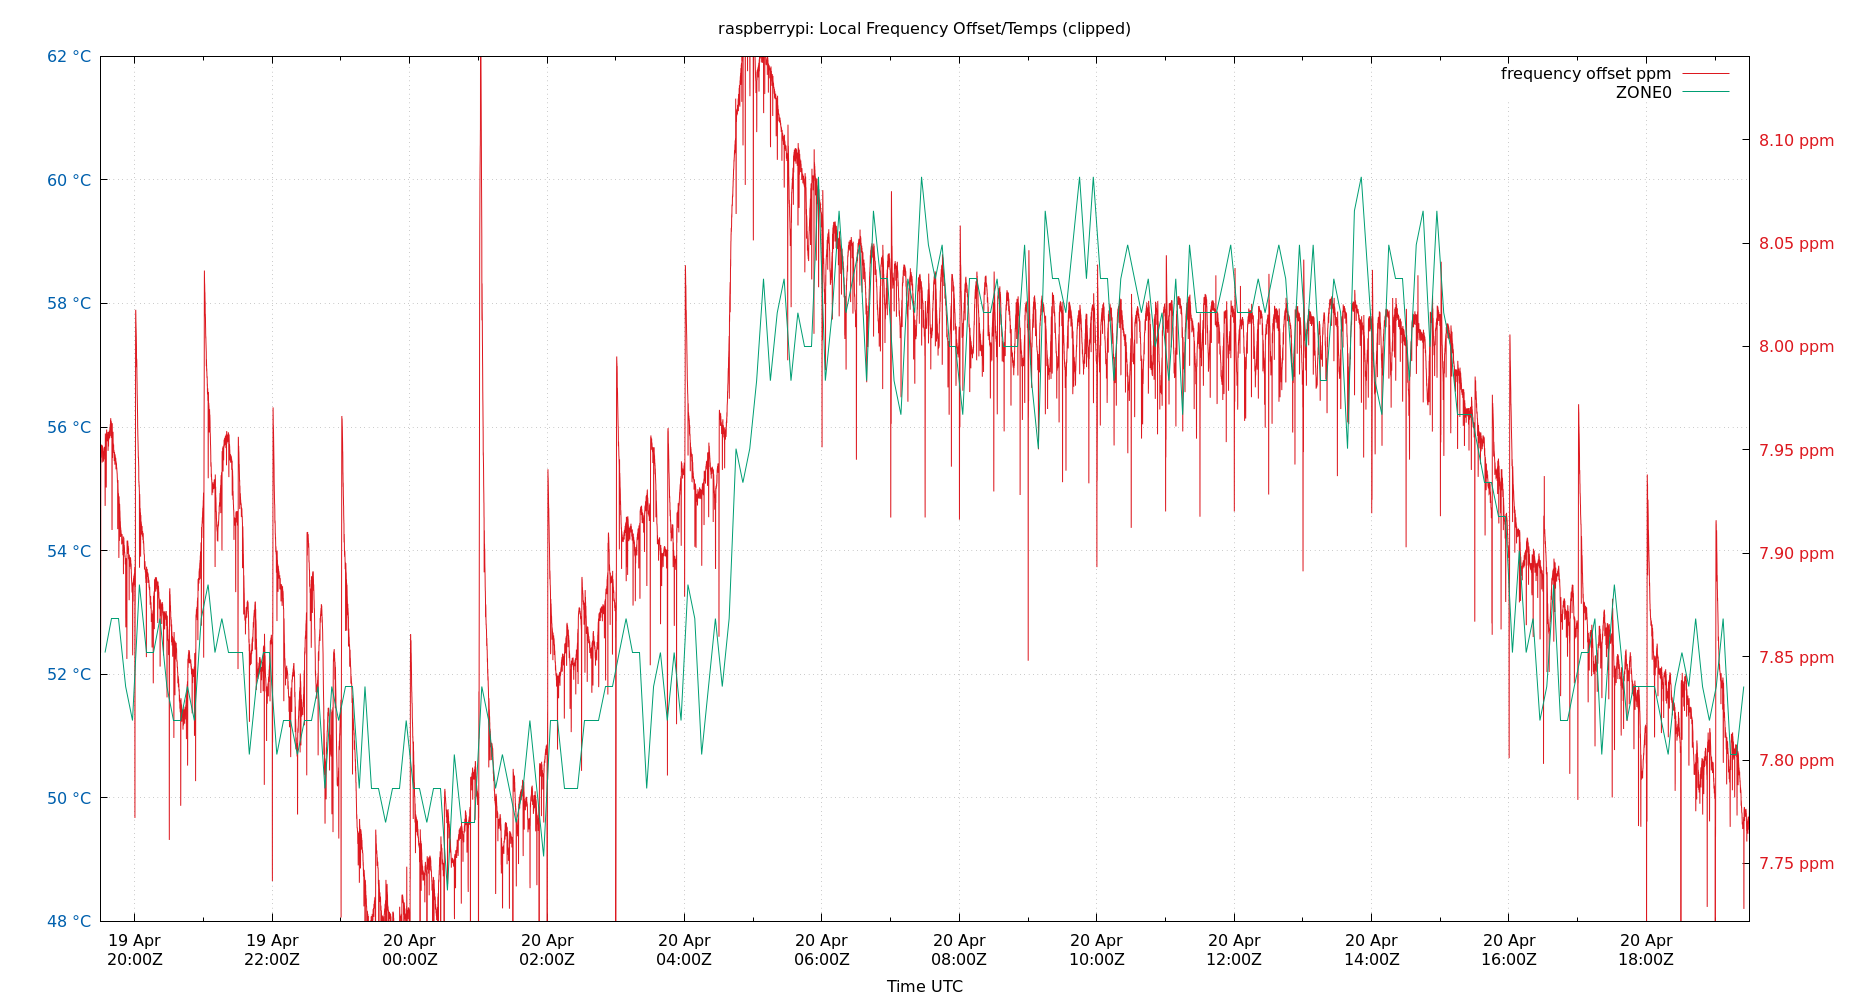 raspberrypi: Local Frequency Offset/Temps (clipped)
frequency offset ppm
ZONE0
62 °C
60 °C
58 °C
56 °C
54 °C
52 °C
50 °C
48 °C
8.10 ppm
8.05 ppm
8.00 ppm
7.95 ppm
7.90 ppm
7.85 ppm
7.80 ppm
7.75 ppm
19 Apr 19 Apr 20 Apr 20 Apr 20 Apr 20 Apr 20 Apr 20 Apr 20 Apr 20 Apr 20 Apr 20 Apr
20:00Z 22:00Z 00:00Z 02:00Z 04:00Z 06:00Z 08:00Z 10:00Z 12:00Z 14:00Z 16:00Z 18:00Z
Time UTC